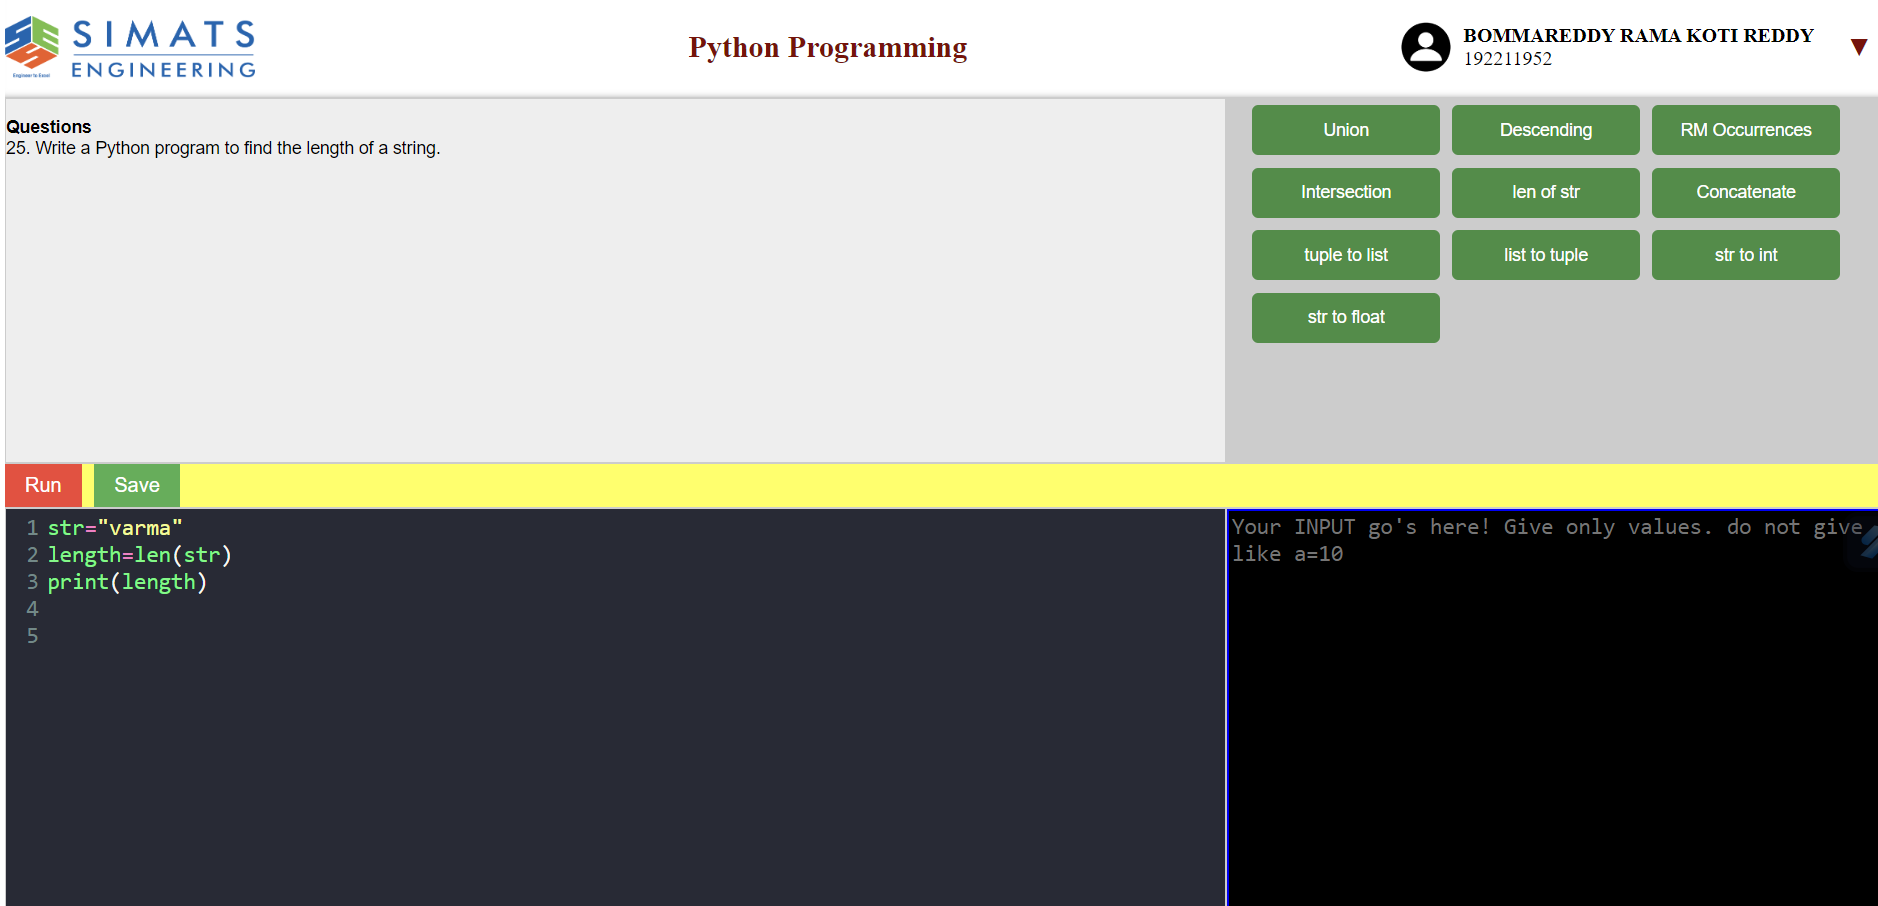 SIMATS
ENGINEERING
Engineer to Excel
Python Programming
BOMMAREDDY RAMA KOTI REDDY
192211952
Questions
25. Write a Python program to find the length of a string.
Union
Descending
RM Occurrences
Intersection
len of str
Concatenate
tuple to list
list to tuple
str to int
str to float
Run
Save
1 str="varma"
2 length=len(str)
3 print(length)
4
5
Your INPUT go's here! Give only values. do not give
like a=10